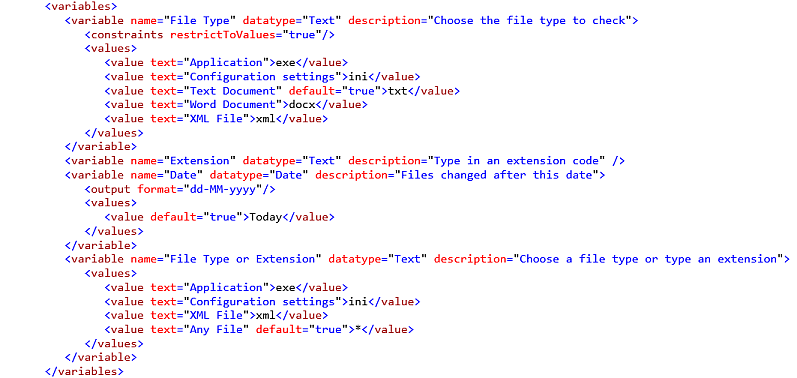 <variables>
<variable name="File Type" datatype="Text" description="Choose the file type to check">
<constraints restrictToValues="true"/>
<values>
<value text="Application">exe</value>
<value text="Configuration settings">ini</value>
<value text="Text Document" default="true">txt</value>
<value text="Word Document">docx</value>
<value text="XML File">xml</value>
</values>
</variable>
<variable name="Extension" datatype="Text" description="Type in an extension code" />
<variable name="Date" datatype="Date" description="Files changed after this date">
<output format="dd-MM-yyyy"/>
<values>
<value default="true">Today</value>
</values>
</variable>
<variable name="File Type or Extension" datatype="Text" description="Choose a file type or type an extension">
<values>
<value text="Application">exe</value>
<value text="Configuration settings">ini</value>
<value text="XML File">xml</value>
<value text="Any File" default="true">*</value>
</values>
</variable>
</variables>